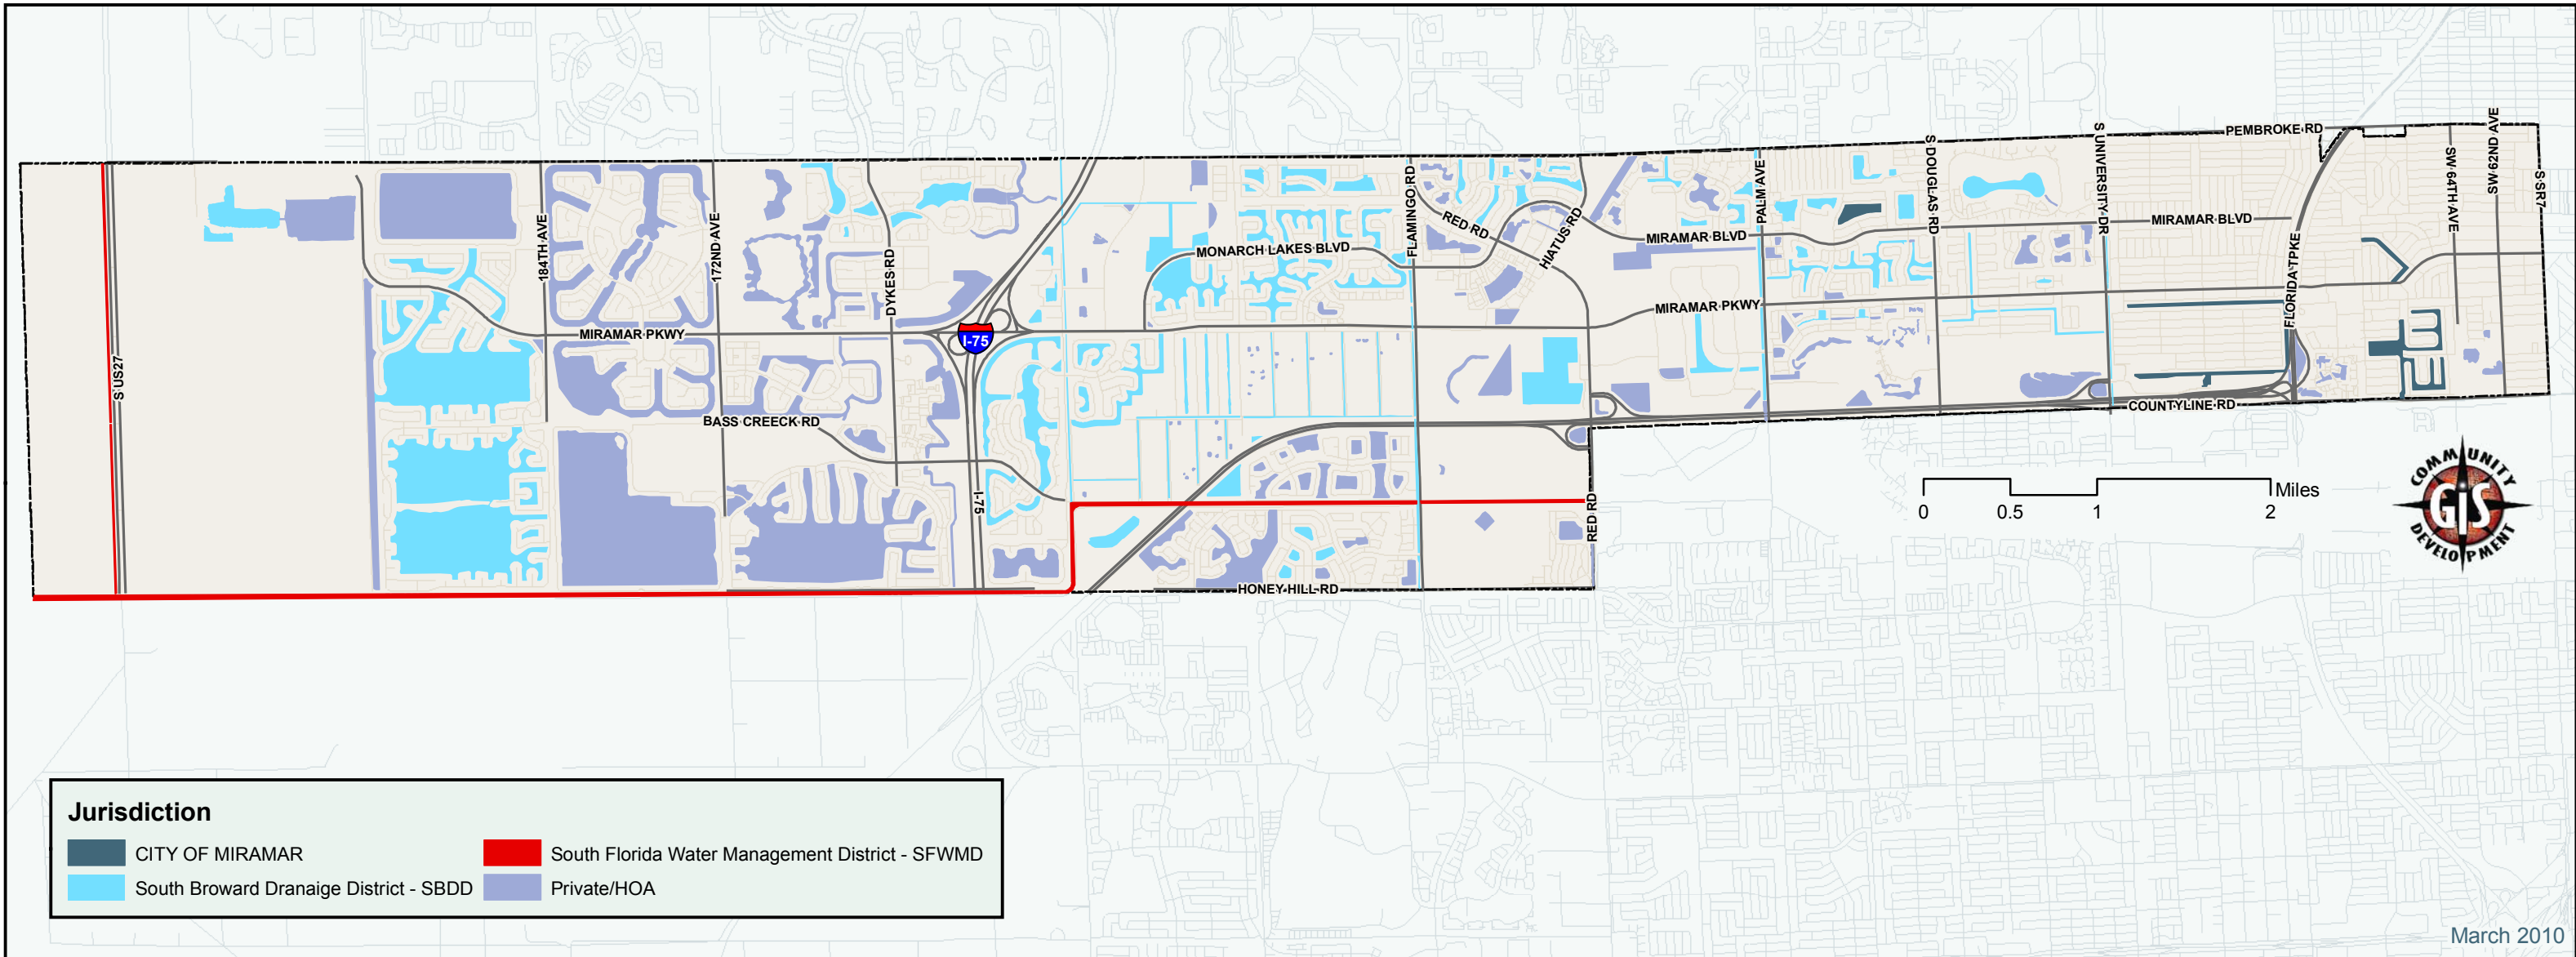 PEMBROKE RD
SW 62ND AVE
S SR7
SW 64TH AVE
S UNIVERSITY DR
S DOUGLAS RD
PALM AVE
FLAMINGO RD
RED RD
HIATUS RD
MIRAMAR BLVD
MIRAMAR BLVD
MONARCH LAKES BLVD
184TH AVE
172ND AVE
DYKES RD
FLORIDA TPKE
MIRAMAR PKWY
MIRAMAR PKWY
I-75
S US27
BASS CREECK RD
COUNTYLINE RD
I-75
RED RD
HONEY HILL RD
0 0.5 1 2
Miles
COMMUNITY
GIS
DEVELOPMENT
Jurisdiction
CITY OF MIRAMAR
South Broward Dranaige District - SBDD
South Florida Water Management District - SFWMD
Private/HOA
March 2010